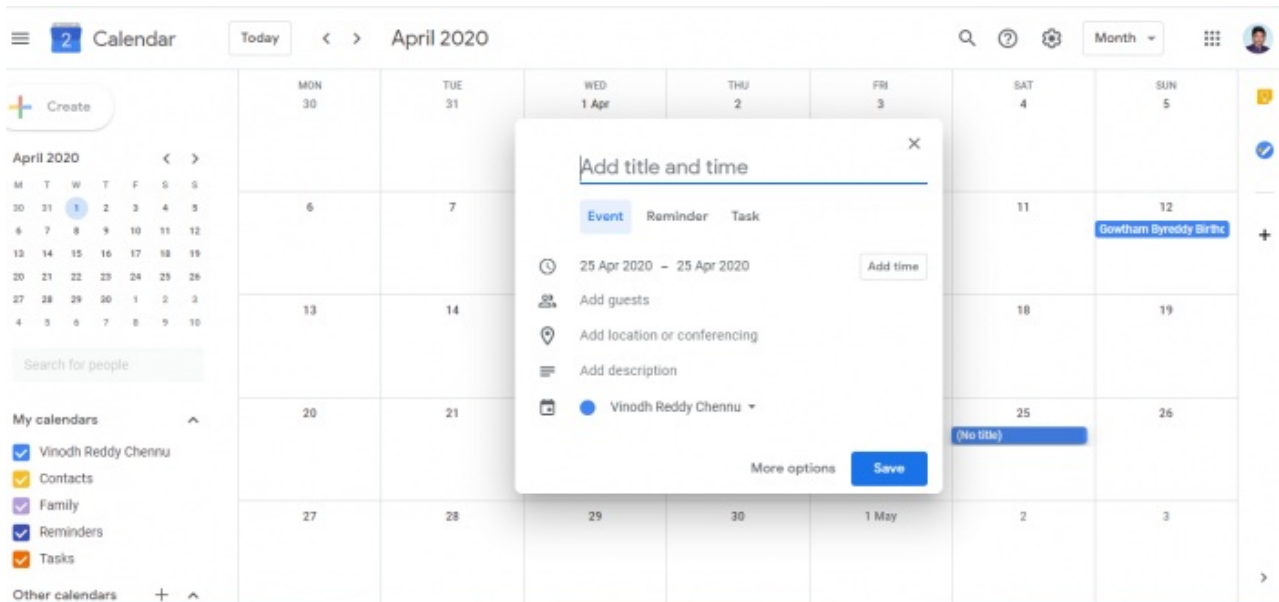 2 Calendar Today < > April 2020 Month
Create
April 2020 < >
M T W T F S S
30 31 1 2 3 4 5
6 7 8 9 10 11 12
13 14 15 16 17 18 19
20 21 22 23 24 25 26
27 28 29 30 1 2 3
4 5 6 7 8 9 10
Search for people
My calendars
Vinodh Reddy Chennu
Contacts
Family
Reminders
Tasks
Other calendars +
MON TUE WED THU FRI SAT SUN
30 31 1 Apr 2 3 4 5
6 7 11 12
Gowtham Byreddy Birthc
13 14 18 19
20 21 25 26
(No title)
27 28 29 30 1 May 2 3
Add title and time
Event Reminder Task
25 Apr 2020 – 25 Apr 2020 Add time
Add guests
Add location or conferencing
Add description
Vinodh Reddy Chennu
More options Save